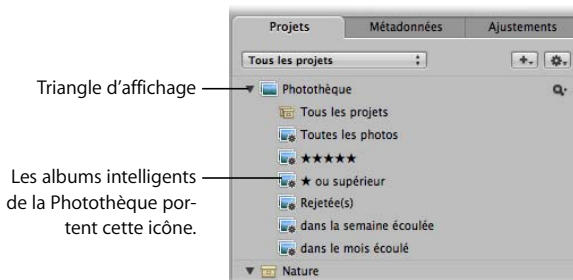 Projets Métadonnées Ajustements
Tous les projets
Triangle d’affichage
Photothèque
Tous les projets
Toutes les photos
★★★★★
Les albums intelligents
de la Photothèque por-
tent cette icône.
★ ou supérieur
Rejetée(s)
dans la semaine écoulée
dans le mois écoulé
Nature